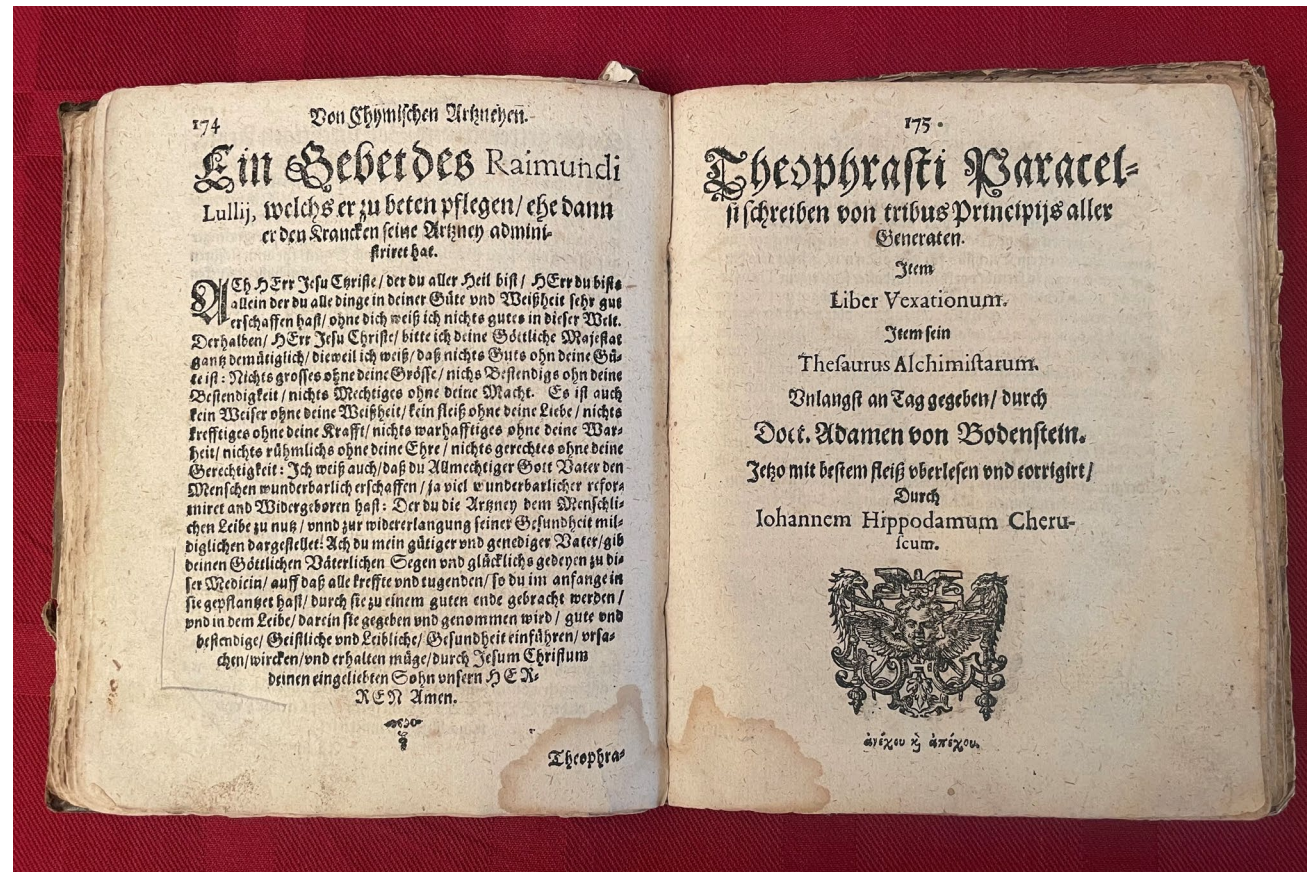 174 Von Chymischen Artzneyen.
Ein Gebet des Raimundi
Lullij, welchs er zu beten pflegen / ehe dann
er den Krancken seine Artzney admini-
striret hat.
ACh HErr Jesu Christe / der du aller Heil bist / HErr du bists
allein der du alle dinge in deiner Güte vnd Weißheit sehr gut
erschaffen hast / ohne dich weiß ich nichts gutes in dieser Welt.
Derhalben / HErr Jesu Christe / bitte ich deine Göttliche Majestat
gantz demütiglich / dieweil ich weiß / daß nichts Guts ohn deine Gü-
te ist : Nichts grosses ohne deine Grösse / nichs Bestendigs ohn deine
Bestendigkeit / nichts Mechtiges ohne deine Macht. Es ist auch
kein Weiser ohne deine Weißheit / kein fleiß ohne deine Liebe / nichts
krefftiges ohne deine Krafft / nichts warhafftiges ohne deine War-
heit / nichts rühmlichs ohne deine Ehre / nichts gerechtes ohne deine
Gerechtigkeit : Ich weiß auch / daß du Allmechtiger Gott Vater den
Menschen wunderbarlich erschaffen / ja viel wunderbarlicher refor-
miret and Widergeboren hast : Der du die Artzney dem Menschli-
chen Leibe zu nutz / vnnd zur widererlangung seiner Gesundheit mil-
diglichen dargestellet: Ach du mein gütiger vnd genediger Vater / gib
deinen Göttlichen Väterlichen Segen vnd glücklichs gedeyen zu di-
ser Medicin / auff daß alle kreffte vnd tugenden / so du im anfange in
sie gepflantzet hast / durch sie zu einem guten ende gebracht werden /
vnd in dem Leibe / darein sie gegeben vnd genommen wird / gute vnd
bestendige / Geistliche vnd Leibliche / Gesundheit einführen / vrsa-
chen / wircken / vnd erhalten müge / durch Jesum Christum
deinen eingeliebten Sohn vnsern HER-
REN Amen.
Theophra-
175.
Theophrasti Paracel-
si schreiben von tribus Principijs aller
Generaten.
Item
Liber Vexationum.
Item sein
Thesaurus Alchimistarum.
Vnlangst an Tag gegeben / durch
Doct. Adamen von Bodenstein.
Jetzo mit bestem fleiß vberlesen vnd corrigirt /
Durch
Iohannem Hippodamum Cheru-
scum.
ἀνέχου ϗ̀ ἀπέχου.